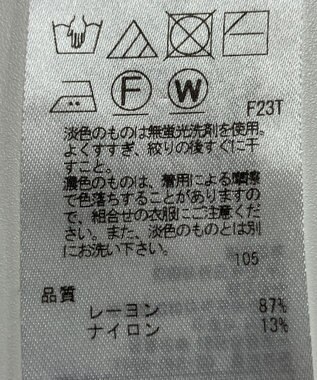 F
W
F23T
淡色のものは無蛍光洗剤を使用。
よくすすぎ、絞りの後すぐに干
すこと。
濃色のものは、着用による摩擦
で色落ちすることがありますの
で、組合せの衣服にご注意くだ
さい。また、淡色のものとは別
にお洗い下さい。
105
品質
レーヨン 87%
ナイロン 13%